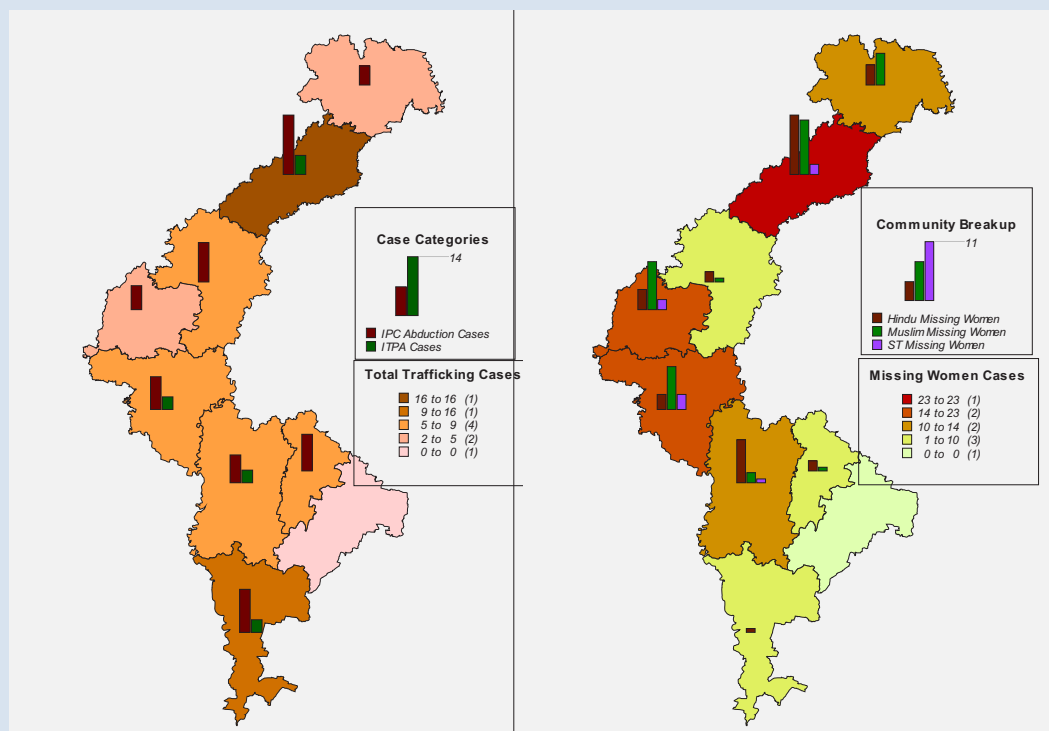 Case Categories
14
IPC Abduction Cases
ITPA Cases
Total Trafficking Cases
16 to 16 (1)
9 to 16 (1)
5 to 9 (4)
2 to 5 (2)
0 to 0 (1)
Community Breakup
11
Hindu Missing Women
Muslim Missing Women
ST Missing Women
Missing Women Cases
23 to 23 (1)
14 to 23 (2)
10 to 14 (2)
1 to 10 (3)
0 to 0 (1)